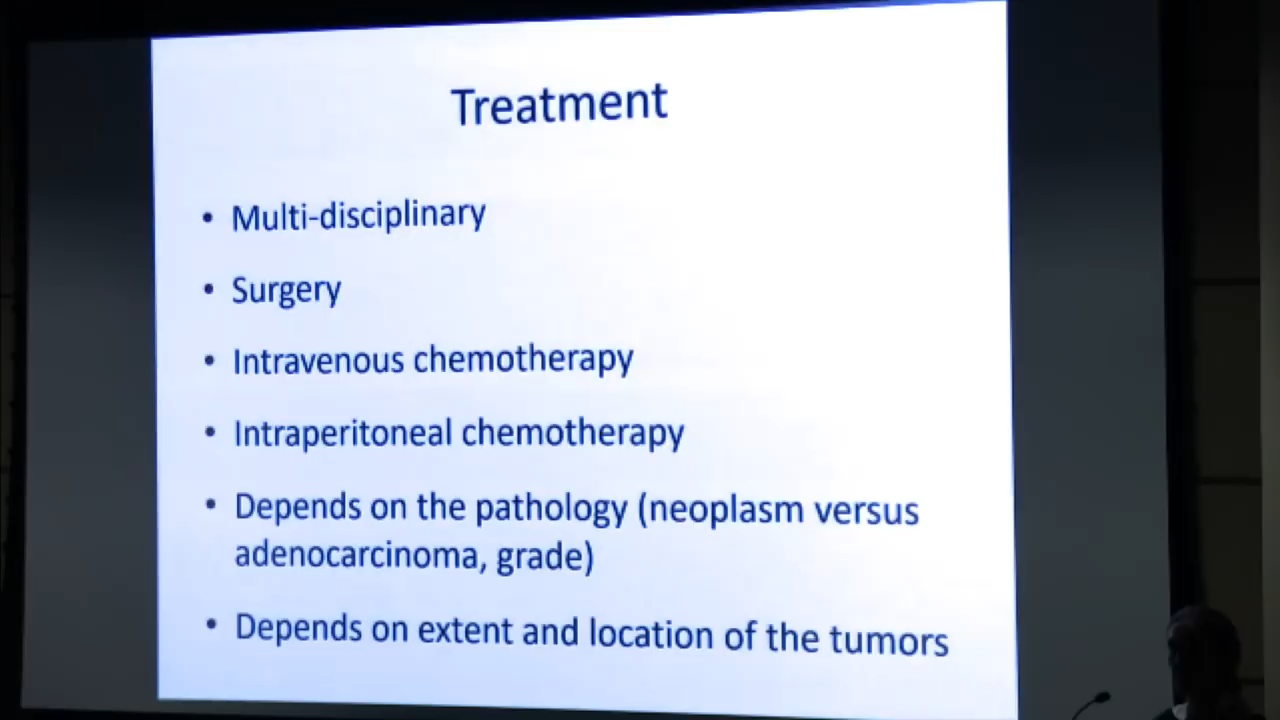 Treatment
• Multi-disciplinary
• Surgery
• Intravenous chemotherapy
• Intraperitoneal chemotherapy
• Depends on the pathology (neoplasm versus
adenocarcinoma, grade)
• Depends on extent and location of the tumors